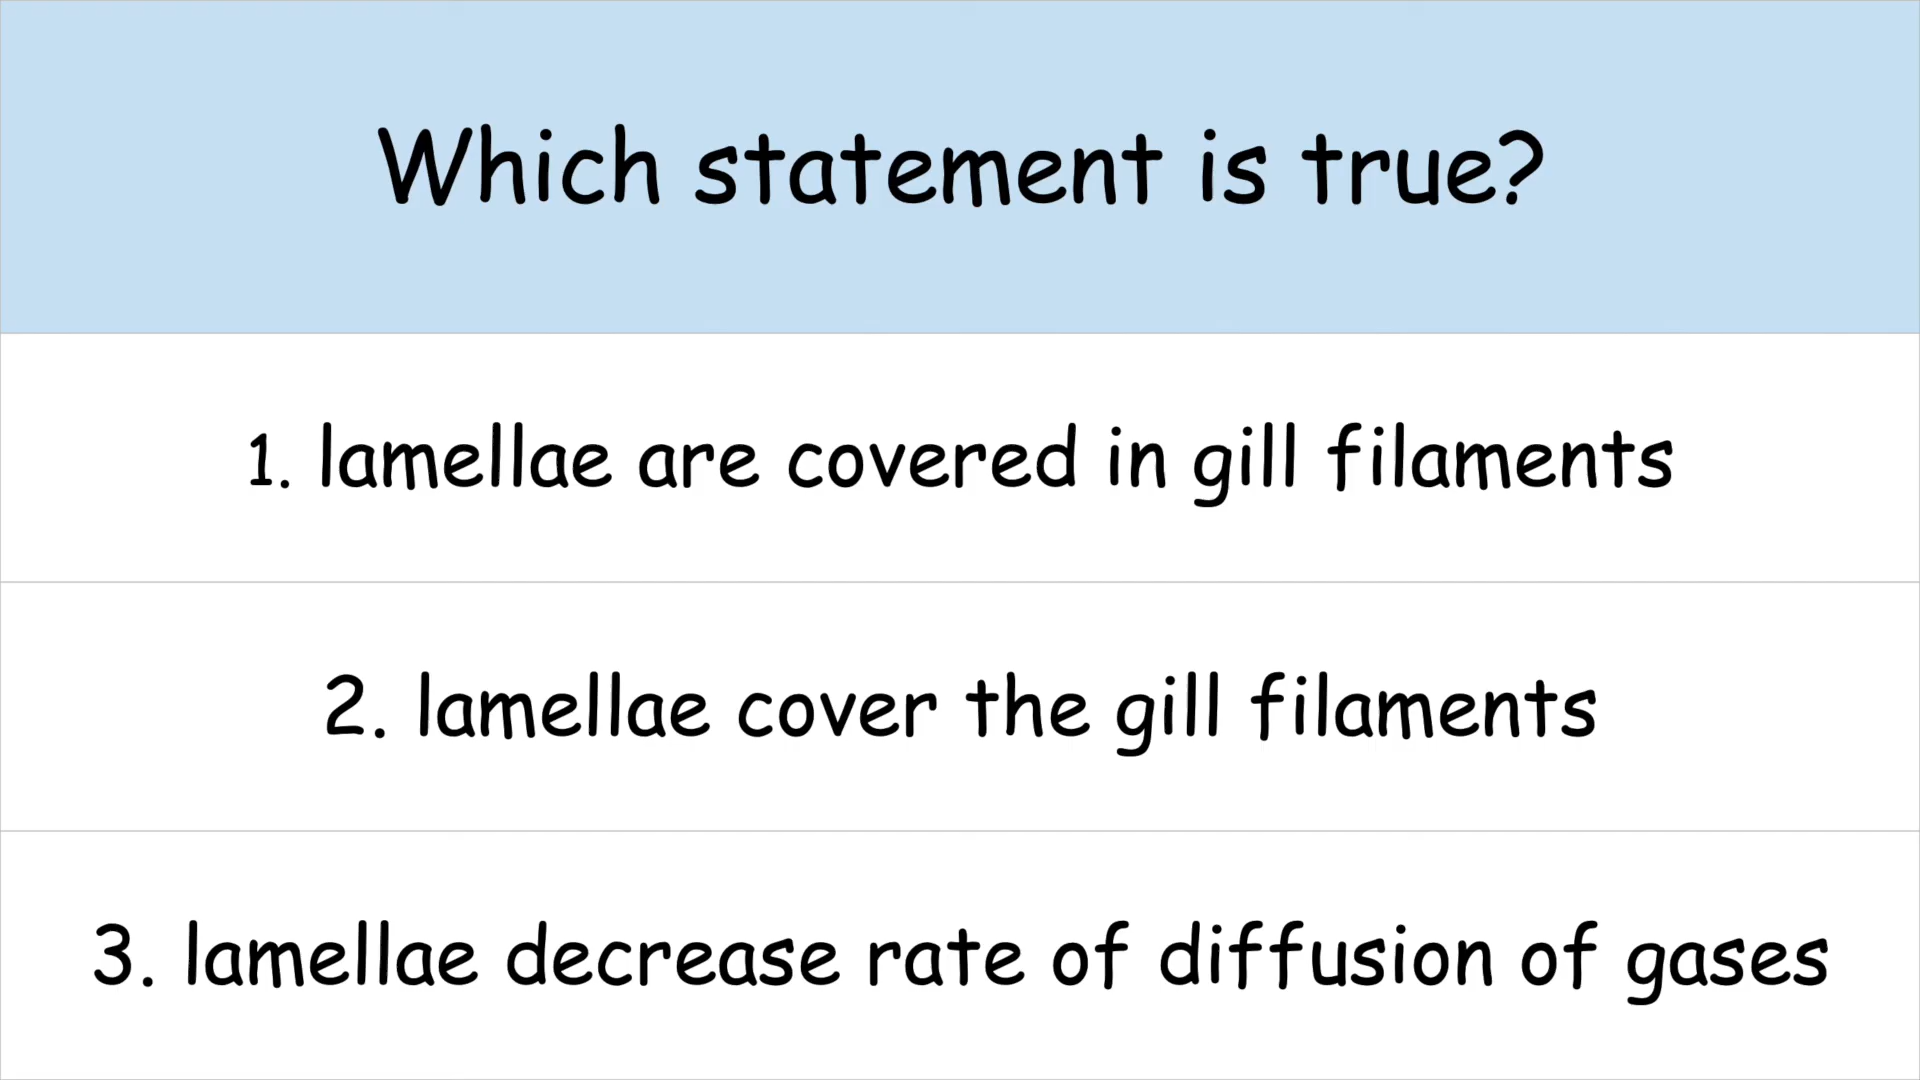 Which statement is true?
1. lamellae are covered in gill filaments
2. lamellae cover the gill filaments
3. lamellae decrease rate of diffusion of gases